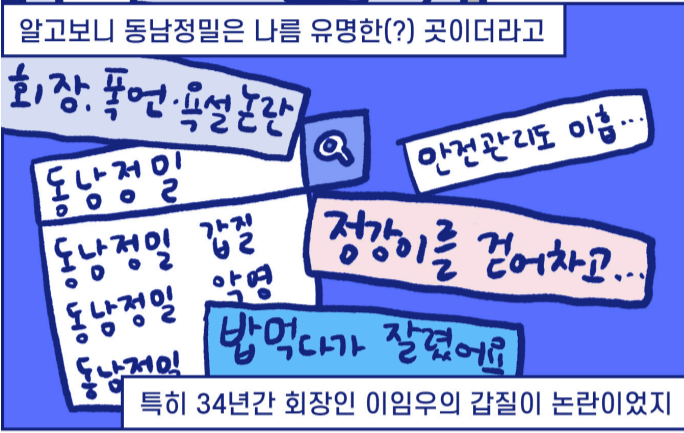 알고보니 동남정밀은 나름 유명한(?) 곳이더라고
회장. 폭언·욕설논란
안전관리도 미흡...
동남정밀
정강이를 걷어차고...
동남정밀 갑질
동남정밀 악명
동남정밀
밥먹다가 잘렸어요
특히 34년간 회장인 이임우의 갑질이 논란이었지